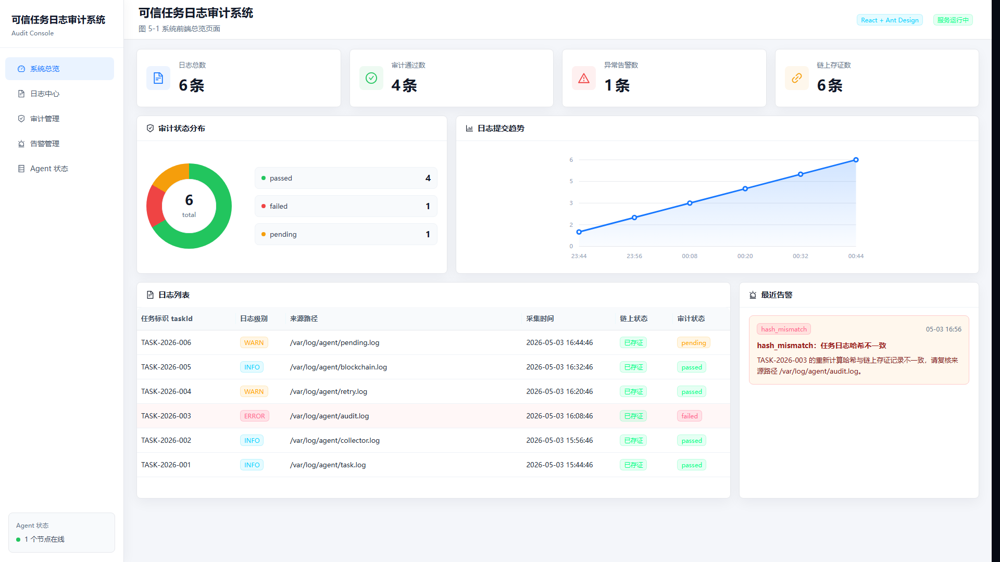 可信任务日志审计系统
Audit Console
系统总览
日志中心
审计管理
告警管理
Agent 状态
Agent 状态
1 个节点在线
可信任务日志审计系统
图 5-1 系统前端总览页面
React + Ant Design
服务运行中
日志总数
6 条
审计通过数
4 条
异常告警数
1 条
链上存证数
6 条
审计状态分布
6
total
passed 4
failed 1
pending 1
日志提交趋势
6
5
3
2
0
23:44 23:56 00:08 00:20 00:32 00:44
日志列表
任务标识 taskId 日志级别 来源路径 采集时间 链上状态 审计状态
TASK-2026-006 WARN /var/log/agent/pending.log 2026-05-03 16:44:46 已存证 pending
TASK-2026-005 INFO /var/log/agent/blockchain.log 2026-05-03 16:32:46 已存证 passed
TASK-2026-004 WARN /var/log/agent/retry.log 2026-05-03 16:20:46 已存证 passed
TASK-2026-003 ERROR /var/log/agent/audit.log 2026-05-03 16:08:46 已存证 failed
TASK-2026-002 INFO /var/log/agent/collector.log 2026-05-03 15:56:46 已存证 passed
TASK-2026-001 INFO /var/log/agent/task.log 2026-05-03 15:44:46 已存证 passed
最近告警
hash_mismatch 05-03 16:56
hash_mismatch：任务日志哈希不一致
TASK-2026-003 的重新计算哈希与链上存证记录不一致，请复核来
源路径 /var/log/agent/audit.log。